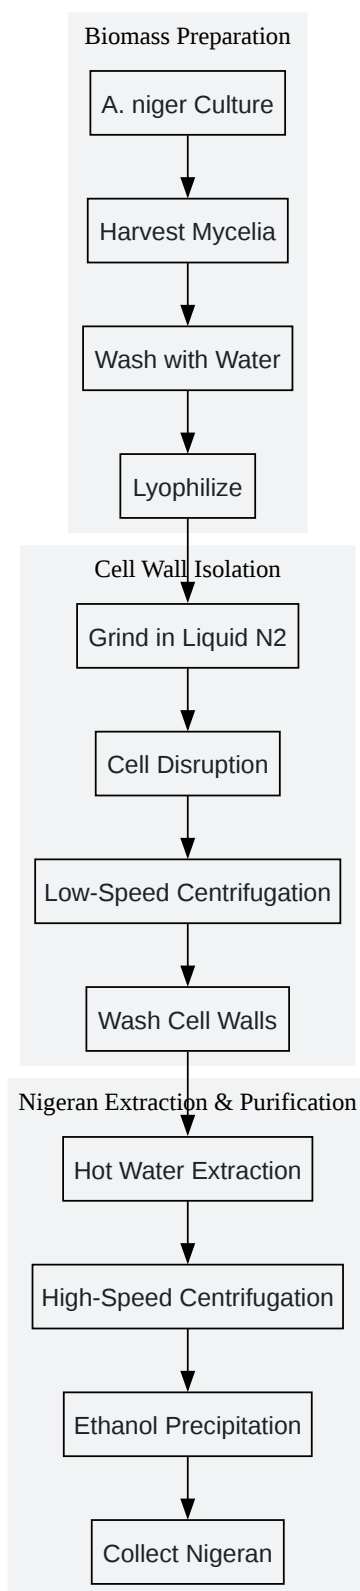 Biomass Preparation
A. niger Culture
Harvest Mycelia
Wash with Water
Lyophilize
Cell Wall Isolation
Grind in Liquid N2
Cell Disruption
Low-Speed Centrifugation
Wash Cell Walls
Nigeran Extraction & Purification
Hot Water Extraction
High-Speed Centrifugation
Ethanol Precipitation
Collect Nigeran